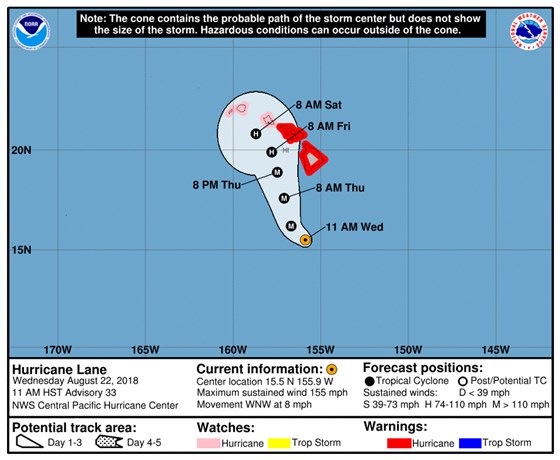 Note: The cone contains the probable path of the storm center but does not show
the size of the storm. Hazardous conditions can occur outside of the cone.
NOAA
NATIONAL WEATHER SERVICE
8 AM Sat
8 AM Fri
H
H
HI
20N
M
8 PM Thu
8 AM Thu
M
11 AM Wed
M
15N
170W 165W 160W 155W 150W 145W
Hurricane Lane
Wednesday August 22, 2018
11 AM HST Advisory 33
NWS Central Pacific Hurricane Center
Current information:
Center location 15.5 N 155.9 W
Maximum sustained wind 155 mph
Movement WNW at 8 mph
Forecast positions:
Tropical Cyclone Post/Potential TC
Sustained winds: D < 39 mph
S 39-73 mph H 74-110 mph M > 110 mph
Potential track area:
Day 1-3 Day 4-5
Watches:
Hurricane Trop Storm
Warnings:
Hurricane Trop Storm